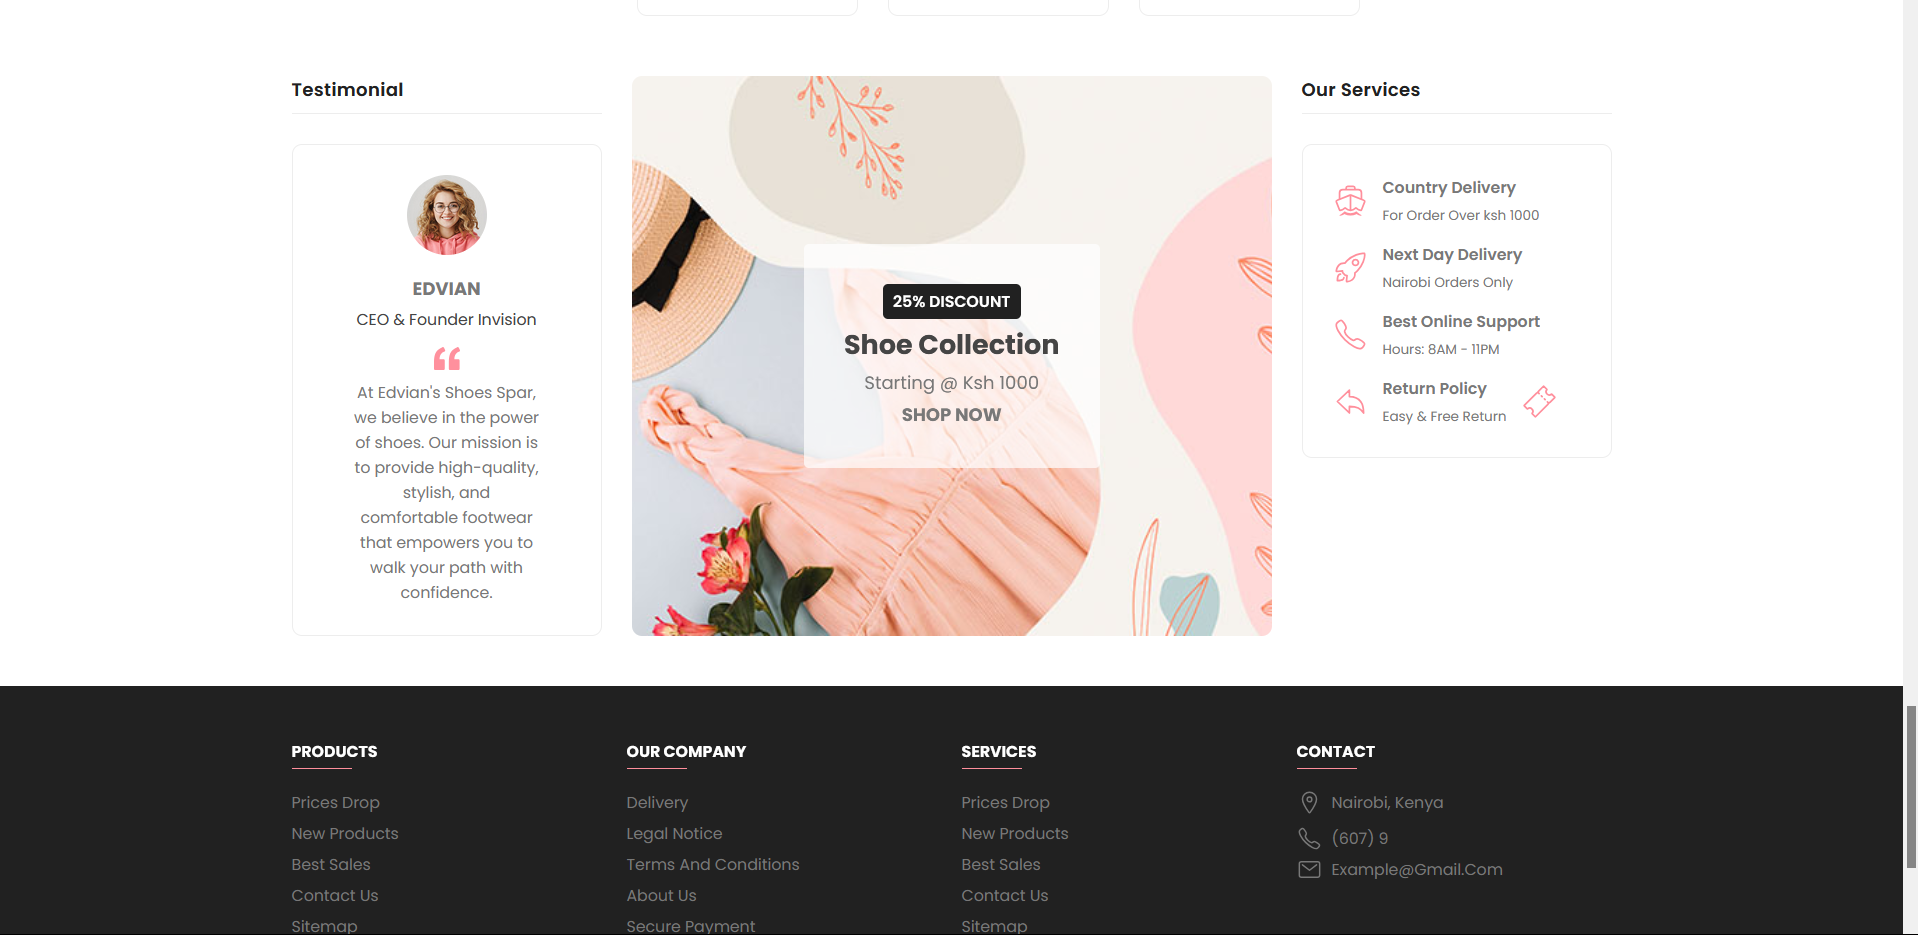 Testimonial
EDVIAN
CEO & Founder Invision
At Edvian's Shoes Spar,
we believe in the power
of shoes. Our mission is
to provide high-quality,
stylish, and
comfortable footwear
that empowers you to
walk your path with
confidence.
25% DISCOUNT
Shoe Collection
Starting @ Ksh 1000
SHOP NOW
Our Services
Country Delivery
For Order Over ksh 1000
Next Day Delivery
Nairobi Orders Only
Best Online Support
Hours: 8AM - 11PM
Return Policy
Easy & Free Return
PRODUCTS
Prices Drop
New Products
Best Sales
Contact Us
Sitemap
OUR COMPANY
Delivery
Legal Notice
Terms And Conditions
About Us
Secure Payment
SERVICES
Prices Drop
New Products
Best Sales
Contact Us
Sitemap
CONTACT
Nairobi, Kenya
(607) 9
Example@Gmail.Com